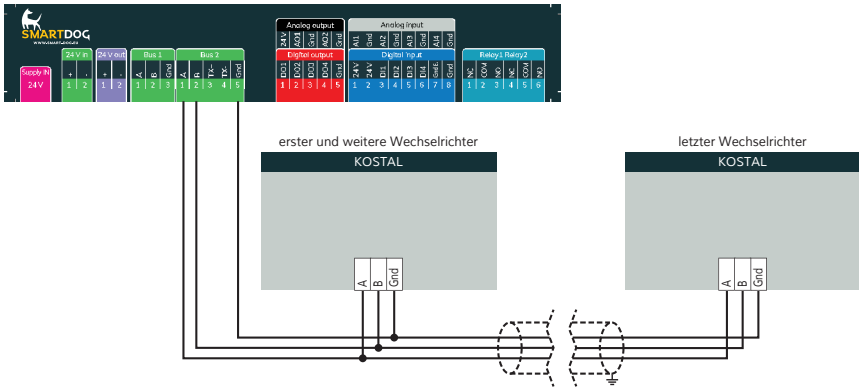 SMARTDOG
WWW.SMART-DOG.EU
Supply IN
24 V
24 V in
+ -
1 2
24 V out
+ -
1 2
Bus 1
A B Gnd
1 2 3
Bus 2
A B TX- TX- Gnd
1 2 3 4 5
Analog output
24 V AO1 Gnd AO2 Gnd
Digital output
DO1 DO2 DO3 DO4 Gnd
1 2 3 4 5
Analog input
AI1 Gnd AI2 Gnd AI3 Gnd AI4 Gnd
Digital Input
24 V 24 V DI1 DI2 DI3 DI4 Gnd
1 2 3 4 5 6 7 8
Relay1 Relay2
NC COM NO NC COM NO
1 2 3 4 5 6
erster und weitere Wechselrichter
KOSTAL
A B Gnd
letzter Wechselrichter
KOSTAL
A B Gnd